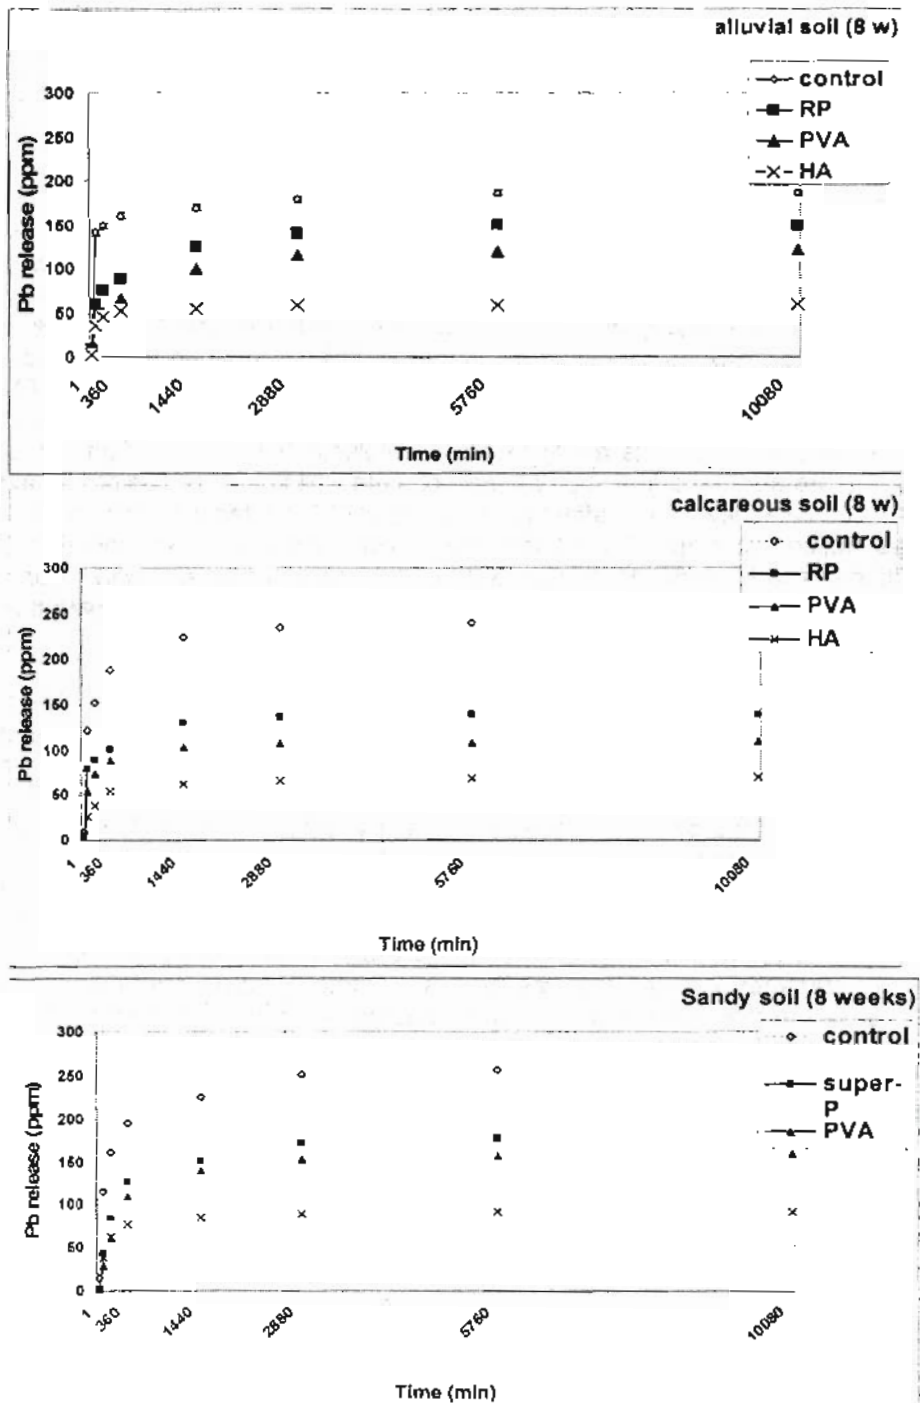 alluvial soil (8 w)
control
RP
PVA
HA
Pb release (ppm)
300
250
200
150
100
50
0
1
360
1440
2880
5760
10080
Time (min)
calcareous soil (8 w)
control
RP
PVA
HA
Pb release (ppm)
300
250
200
150
100
50
0
1
360
1440
2880
5760
10080
Time (min)
Sandy soil (8 weeks)
control
super-
P
PVA
Pb release (ppm)
300
250
200
150
100
50
0
1
360
1440
2880
5760
10080
Time (min)